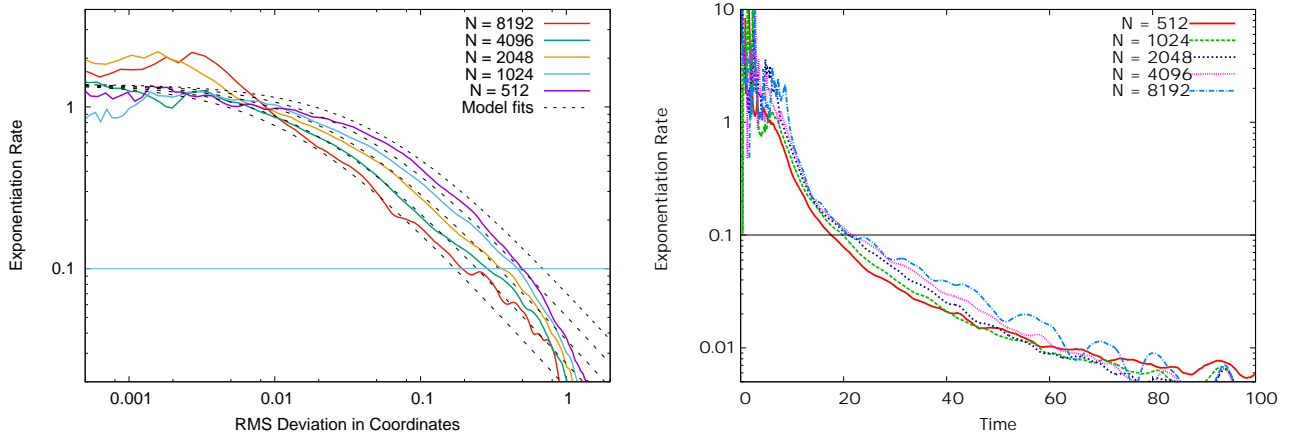 N = 8192
N = 4096
N = 2048
N = 1024
N = 512
Model fits
1
0.1
Exponentiation Rate
0.001
0.01
0.1
1
RMS Deviation in Coordinates
N = 512
N = 1024
N = 2048
N = 4096
N = 8192
10
1
0.1
0.01
Exponentiation Rate
0
20
40
60
80
100
Time